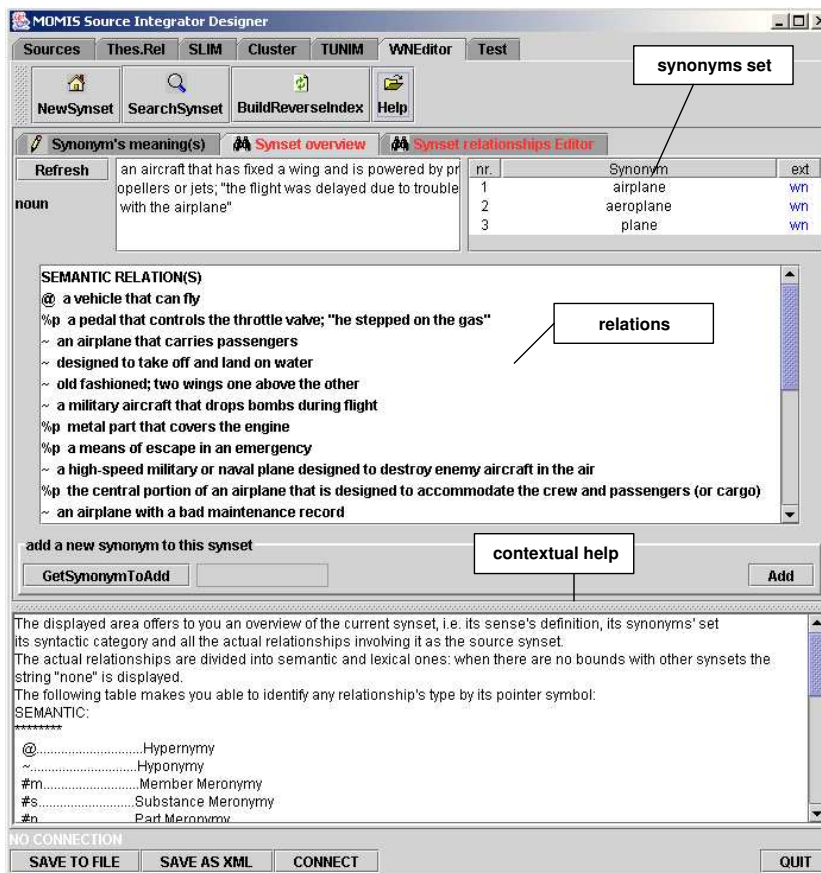 MOMIS Source Integrator Designer
Sources Thes.Rel SLIM Cluster TUNIM WNEditor Test
synonyms set
NewSynset SearchSynset BuildReverseIndex Help
Synonym's meaning(s) Synset overview Synset relationships Editor
Refresh
noun
an aircraft that has fixed a wing and is powered by pr
opellers or jets; "the flight was delayed due to trouble
with the airplane"
nr. Synonym ext
1 airplane wn
2 aeroplane wn
3 plane wn
SEMANTIC RELATION(S)
@ a vehicle that can fly
%p a pedal that controls the throttle valve; "he stepped on the gas"
relations
~ an airplane that carries passengers
~ designed to take off and land on water
~ old fashioned; two wings one above the other
~ a military aircraft that drops bombs during flight
%p metal part that covers the engine
%p a means of escape in an emergency
~ a high-speed military or naval plane designed to destroy enemy aircraft in the air
%p the central portion of an airplane that is designed to accommodate the crew and passengers (or cargo)
~ an airplane with a bad maintenance record
add a new synonym to this synset
contextual help
GetSynonymToAdd Add
The displayed area offers to you an overview of the current synset, i.e. its sense's definition, its synonyms' set
its syntactic category and all the actual relationships involving it as the source synset.
The actual relationships are divided into semantic and lexical ones: when there are no bounds with other synsets the
string "none" is displayed.
The following table makes you able to identify any relationship's type by its pointer symbol:
SEMANTIC:
********
@.............................Hypernymy
~...........................Hyponymy
#m..........................Member Meronymy
#s..........................Substance Meronymy
#p..........................Part Meronymy
NO CONNECTION
SAVE TO FILE SAVE AS XML CONNECT QUIT